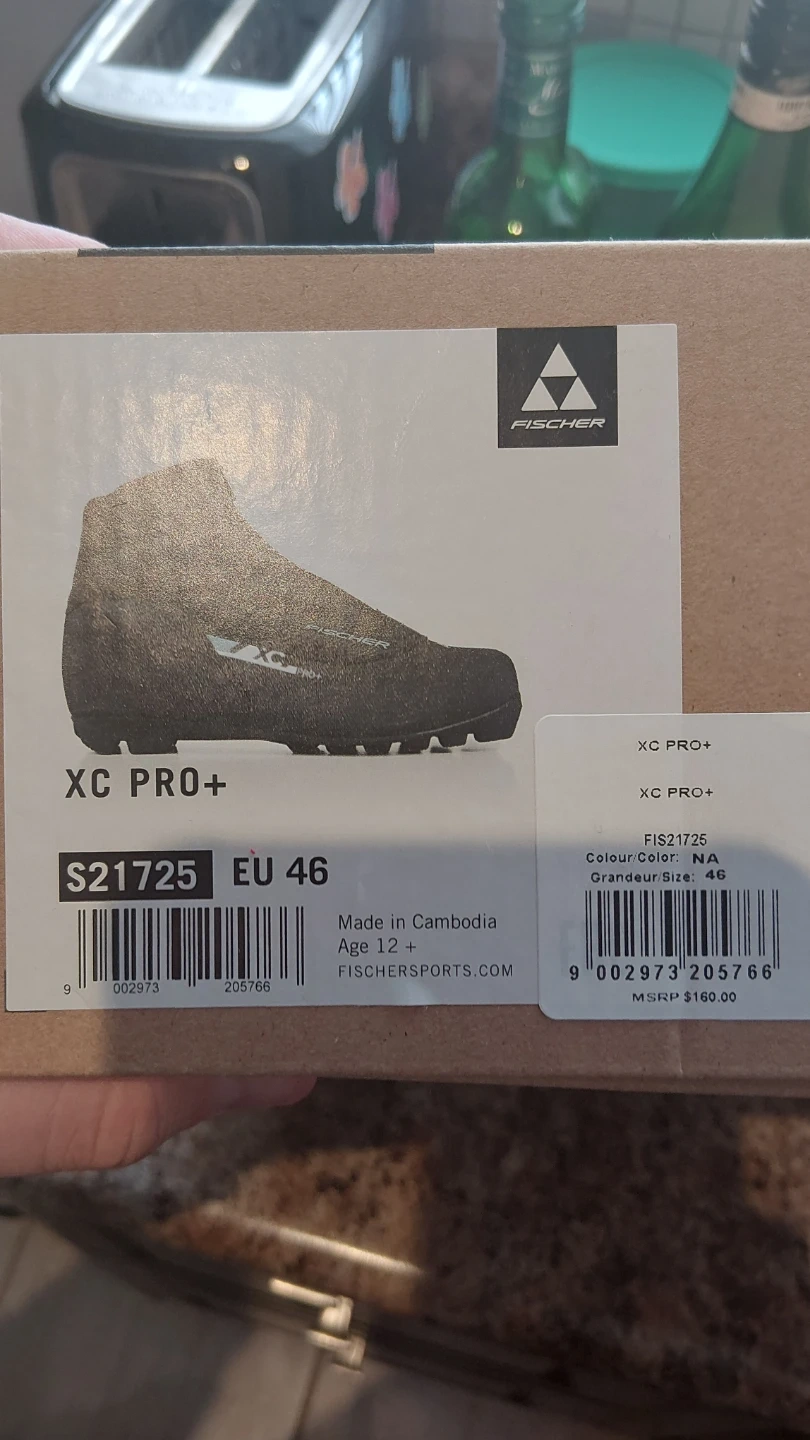 FISCHER
FISCHER
XC
PRO+
XC PRO+
S21725 EU 46
9 002973 205766
Made in Cambodia
Age 12 +
FISCHERSPORTS.COM
XC PRO+
XC PRO+
FIS21725
Colour/Color: NA
Grandeur/Size: 46
9 002973 205766
MSRP $160.00